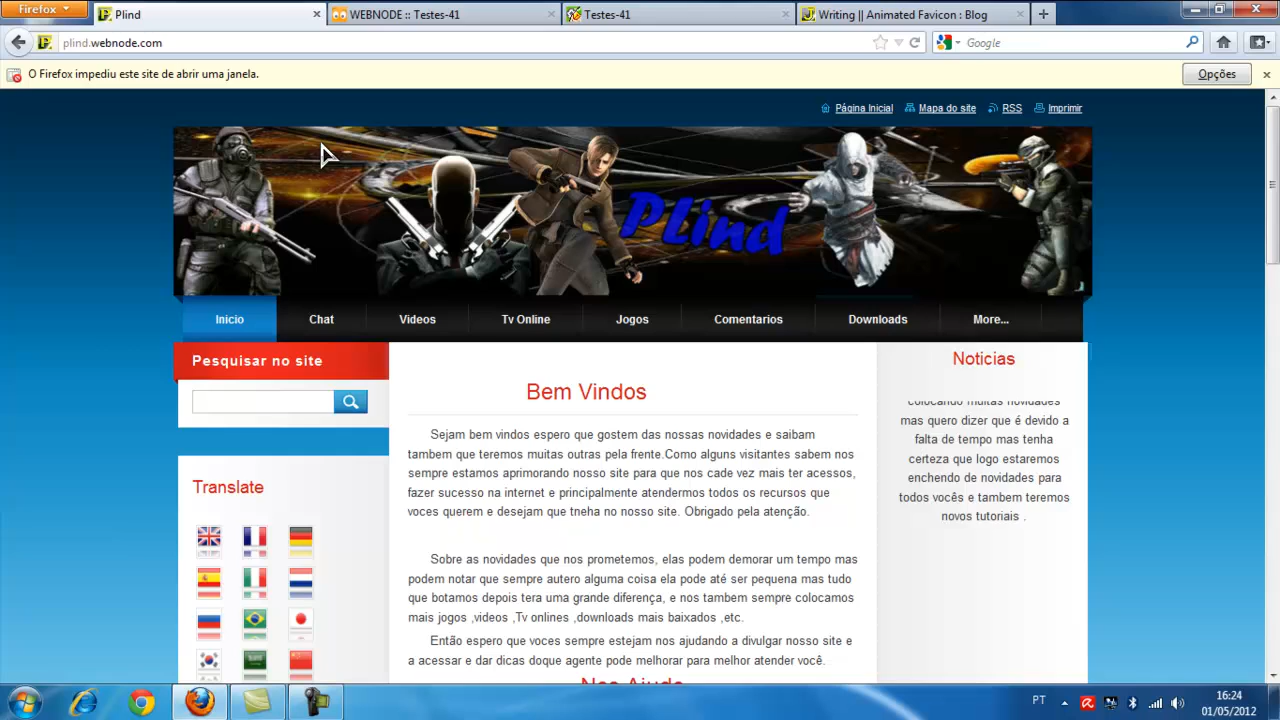 Firefox
Plind
WEBNODE :: Testes-41
Testes-41
Writing || Animated Favicon : Blog
plind.webnode.com
Google
O Firefox impediu este site de abrir uma janela.
Opções
Página Inicial
Mapa do site
RSS
Imprimir
PLind
Inicio
Chat
Videos
Tv Online
Jogos
Comentarios
Downloads
More...
Pesquisar no site
Translate
Bem Vindos
Sejam bem vindos espero que gostem das nossas novidades e saibam
tambem que teremos muitas outras pela frente.Como alguns visitantes sabem nos
sempre estamos aprimorando nosso site para que nos cade vez mais ter acessos,
fazer sucesso na internet e principalmente atendermos todos os recursos que
voces querem e desejam que tneha no nosso site. Obrigado pela atenção.
Sobre as novidades que nos prometemos, elas podem demorar um tempo mas
podem notar que sempre autero alguma coisa ela pode até ser pequena mas tudo
que botamos depois tera uma grande diferença, e nos tambem sempre colocamos
mais jogos ,videos ,Tv onlines ,downloads mais baixados ,etc.
Então espero que voces sempre estejam nos ajudando a divulgar nosso site e
a acessar e dar dicas doque agente pode melhorar para melhor atender você.
Nos Ajude
Noticias
colocando muitas novidades
mas quero dizer que é devido a
falta de tempo mas tenha
certeza que logo estaremos
enchendo de novidades para
todos vocês e tambem teremos
novos tutoriais .
PT
16:24
01/05/2012